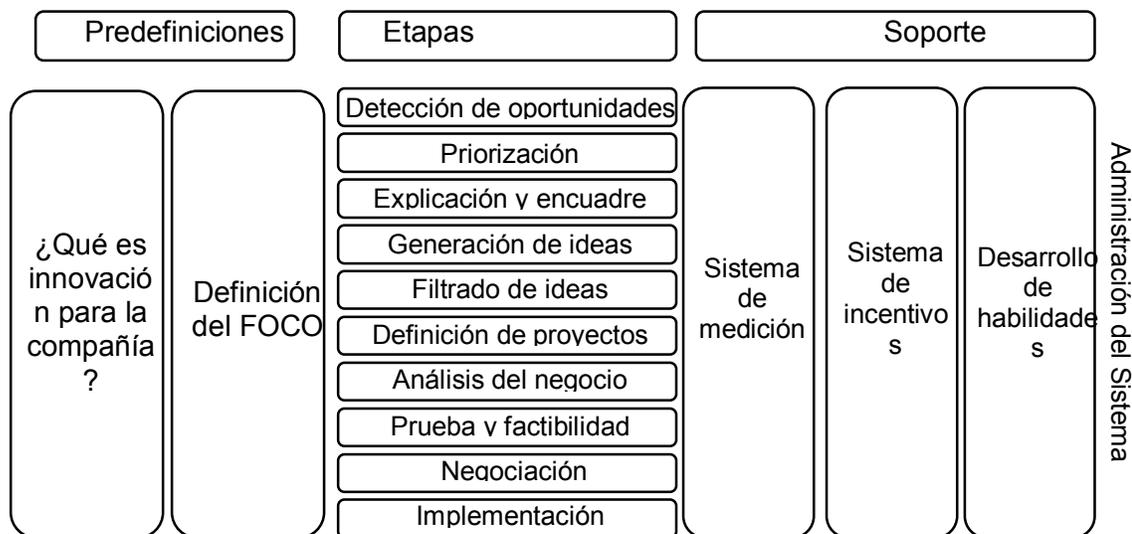 Predefiniciones
Etapas
Soporte
¿Qué es
innovació
n para la
compañía
?
Definición
del FOCO
Detección de oportunidades
Priorización
Explicación y encuadre
Generación de ideas
Filtrado de ideas
Definición de proyectos
Análisis del negocio
Prueba y factibilidad
Negociación
Implementación
Sistema
de
medición
Sistema
de
incentivo
s
Desarrollo
de
habilidade
s
Administración del Sistema